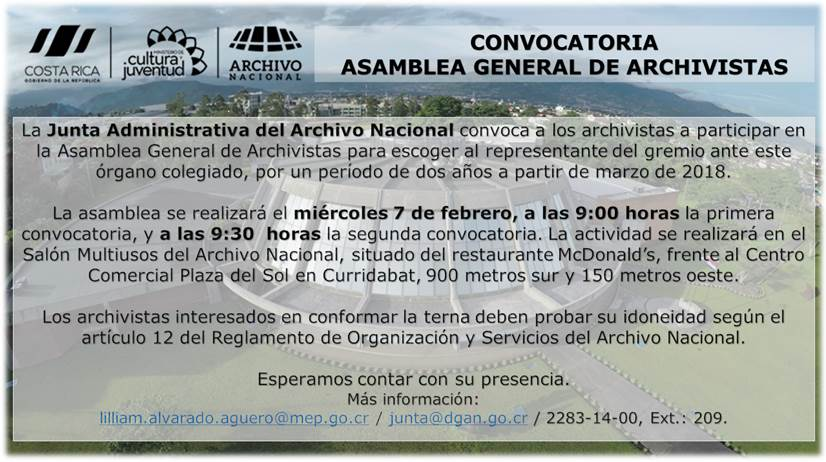 COSTA RICA
GOBIERNO DE LA REPÚBLICA
MINISTERIO DE
cultura y
juventud
ARCHIVO
NACIONAL
CONVOCATORIA
ASAMBLEA GENERAL DE ARCHIVISTAS
La Junta Administrativa del Archivo Nacional convoca a los archivistas a participar en
la Asamblea General de Archivistas para escoger al representante del gremio ante este
órgano colegiado, por un período de dos años a partir de marzo de 2018.
La asamblea se realizará el miércoles 7 de febrero, a las 9:00 horas la primera
convocatoria, y a las 9:30 horas la segunda convocatoria. La actividad se realizará en el
Salón Multiusos del Archivo Nacional, situado del restaurante McDonald’s, frente al Centro
Comercial Plaza del Sol en Curridabat, 900 metros sur y 150 metros oeste.
Los archivistas interesados en conformar la terna deben probar su idoneidad según el
artículo 12 del Reglamento de Organización y Servicios del Archivo Nacional.
Esperamos contar con su presencia.
Más información:
lilliam.alvarado.aguero@mep.go.cr / junta@dgan.go.cr / 2283-14-00, Ext.: 209.